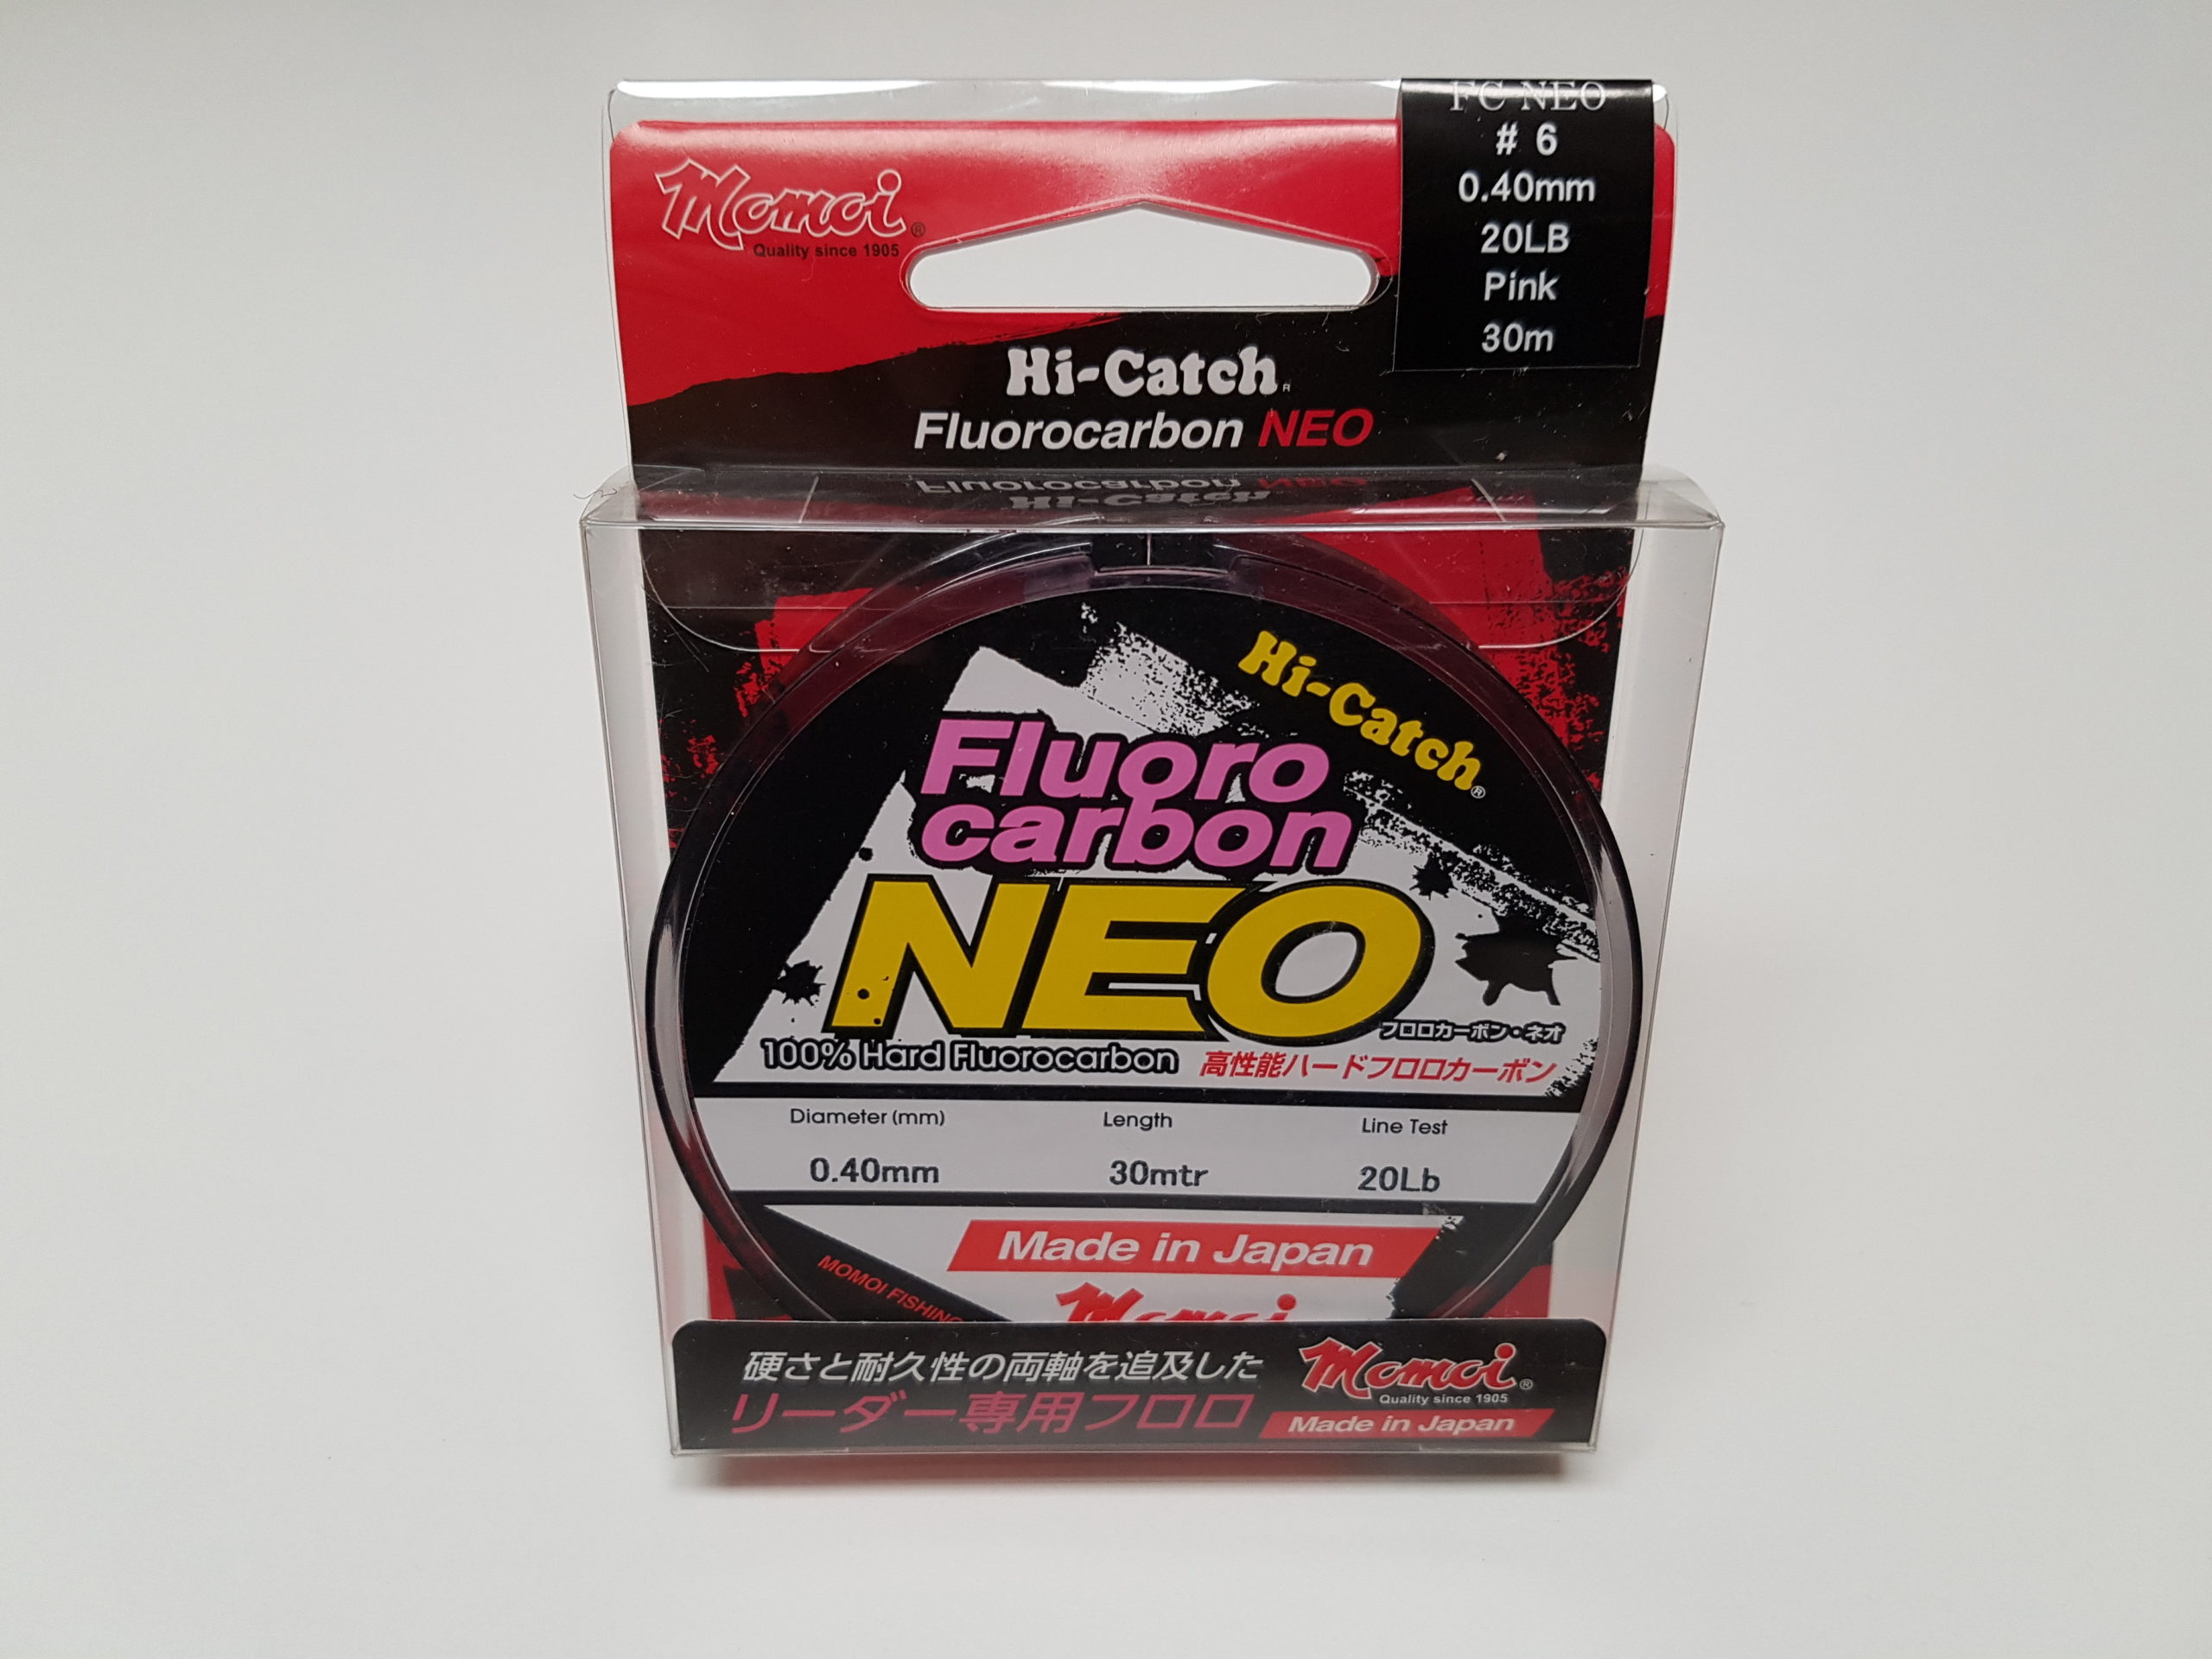 FC NEO
# 6
0.40mm
20LB
Pink
30m
Momoi®
Quality since 1905
Hi-Catch®
Fluorocarbon NEO
Hi-Catch®
Fluoro
carbon
NEO
フロロカーボン・ネオ
100% Hard Fluorocarbon 高性能ハードフロロカーボン
Diameter (mm) Length Line Test
0.40mm 30mtr 20Lb
Made in Japan
Momoi
MOMOI FISHING
硬さと耐久性の両軸を追及した
リーダー専用フロロ
Momoi®
Quality since 1905
Made in Japan